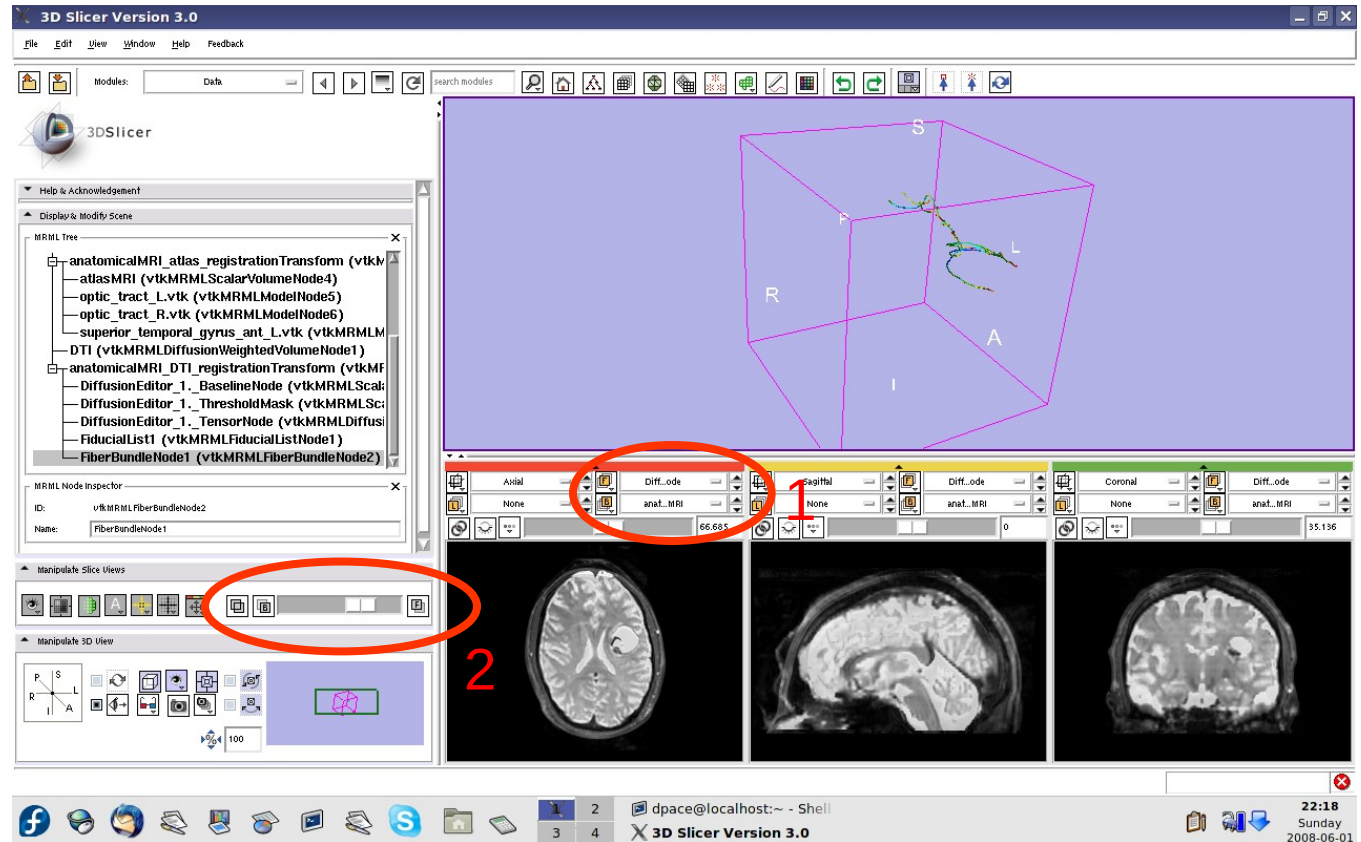 3D Slicer Version 3.0
File Edit View Window Help Feedback
Modules: Data search modules
3DSlicer
Help & Acknowledgement
Display & Modify Scene
MRML Tree
anatomicalMRI_atlas_registrationTransform (vtkM
atlasMRI (vtkMRMLScalarVolumeNode4)
optic_tract_L.vtk (vtkMRMLModelNode5)
optic_tract_R.vtk (vtkMRMLModelNode6)
superior_temporal_gyrus_ant_L.vtk (vtkMRMLM
DTI (vtkMRMLDiffusionWeightedVolumeNode1)
anatomicalMRI_DTI_registrationTransform (vtkMF
DiffusionEditor_1._BaselineNode (vtkMRMLScala
DiffusionEditor_1._ThresholdMask (vtkMRMLSca
DiffusionEditor_1._TensorNode (vtkMRMLDiffusi
FiducialList1 (vtkMRMLFiducialListNode1)
FiberBundleNode1 (vtkMRMLFiberBundleNode2)
MRML Node Inspector
ID: vtkMRMLFiberBundleNode2
Name: FiberBundleNode1
Manipulate Slice Views
A B F
2
Manipulate 3D View
P S
R L
I A
% 100
S
P
L
R
A
I
Axial F Diff...ode
L None B anat...MRI
66.685
1
Sagittal F Diff...ode
L None B anat...MRI
0
Coronal F Diff...ode
L None B anat...MRI
35.136
1 2
3 4
dpace@localhost:~ - Shell
3D Slicer Version 3.0
22:18
Sunday
2008-06-01